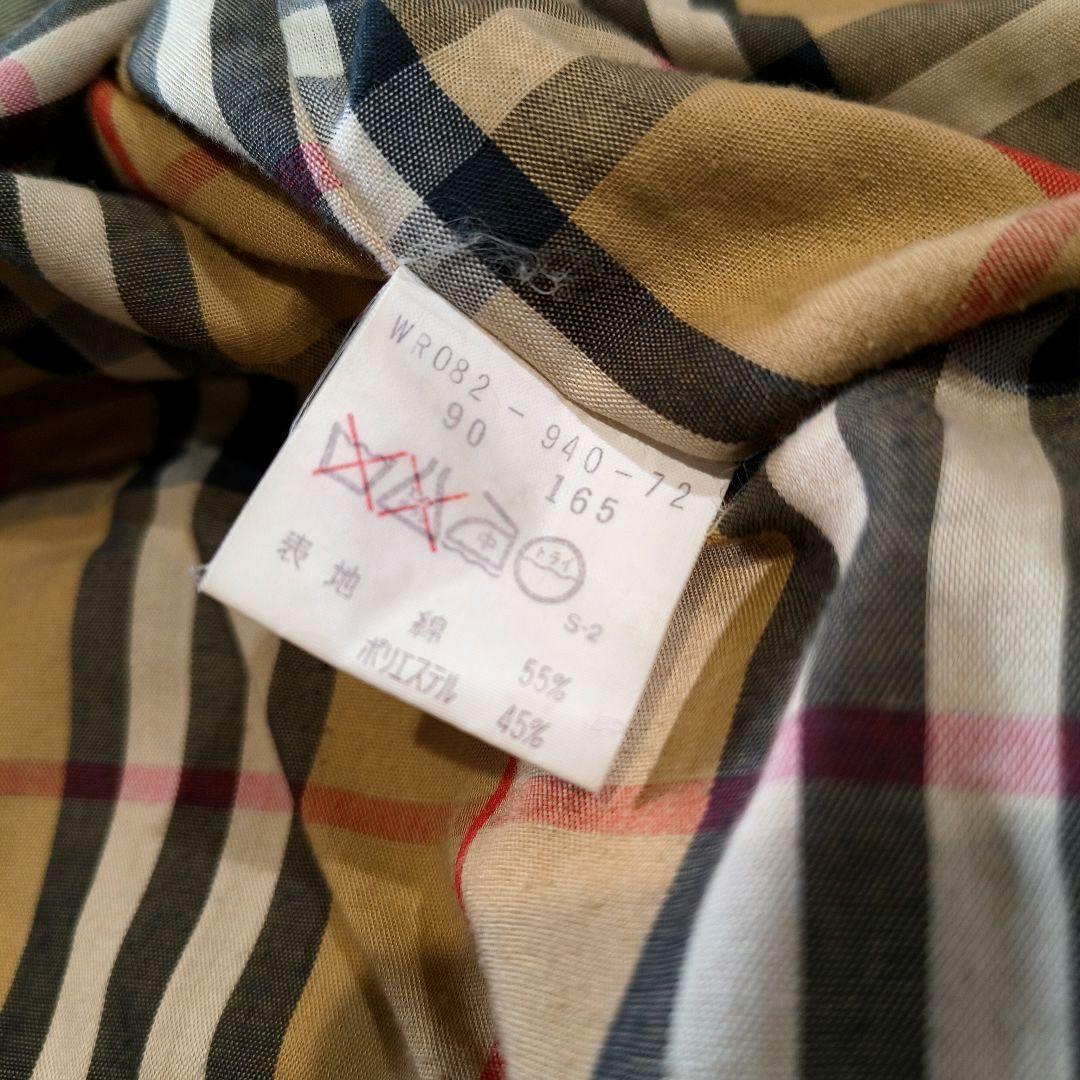 WR082-940-72
90 165
中 トライ
S-2
表地
綿 55%
ポリエステル 45%